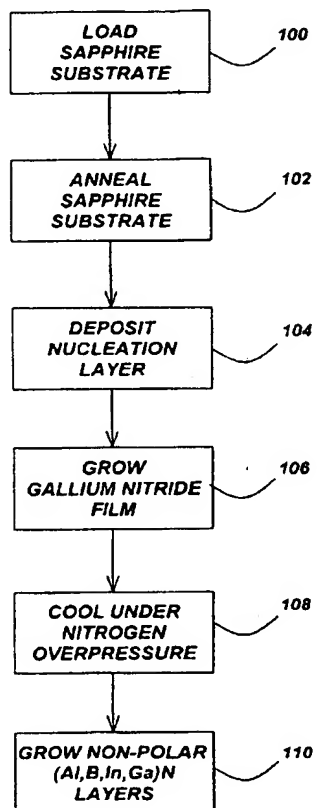 LOAD
SAPPHIRE
SUBSTRATE
100
ANNEAL
SAPPHIRE
SUBSTRATE
102
DEPOSIT
NUCLEATION
LAYER
104
GROW
GALLIUM NITRIDE
FILM
106
COOL UNDER
NITROGEN
OVERPRESSURE
108
GROW NON-POLAR
(Al,B,In,Ga)N
LAYERS
110